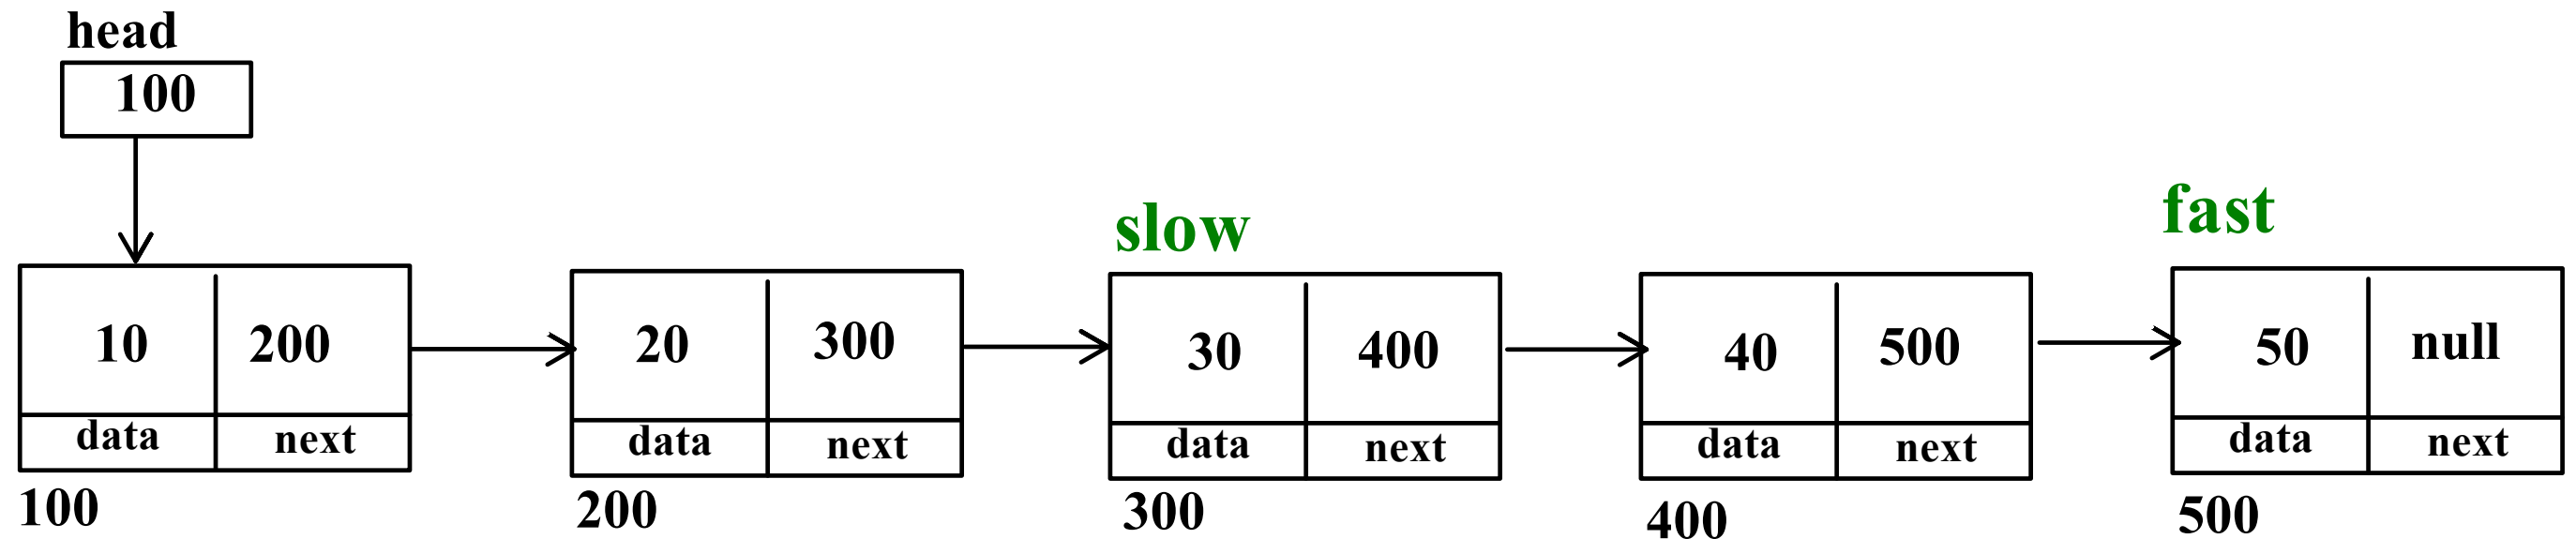 head
100
slow
fast
10 200
20 300
30 400
40 500
50 null
data next
data next
data next
data next
data next
100
200
300
400
500